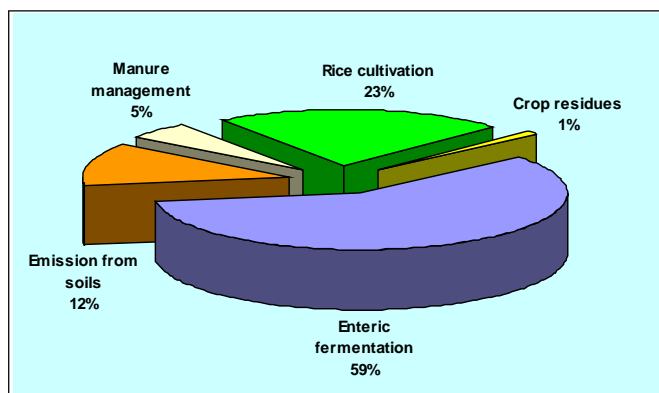 Manure
management
5%
Rice cultivation
23%
Crop residues
1%
Emission from
soils
12%
Enteric
fermentation
59%